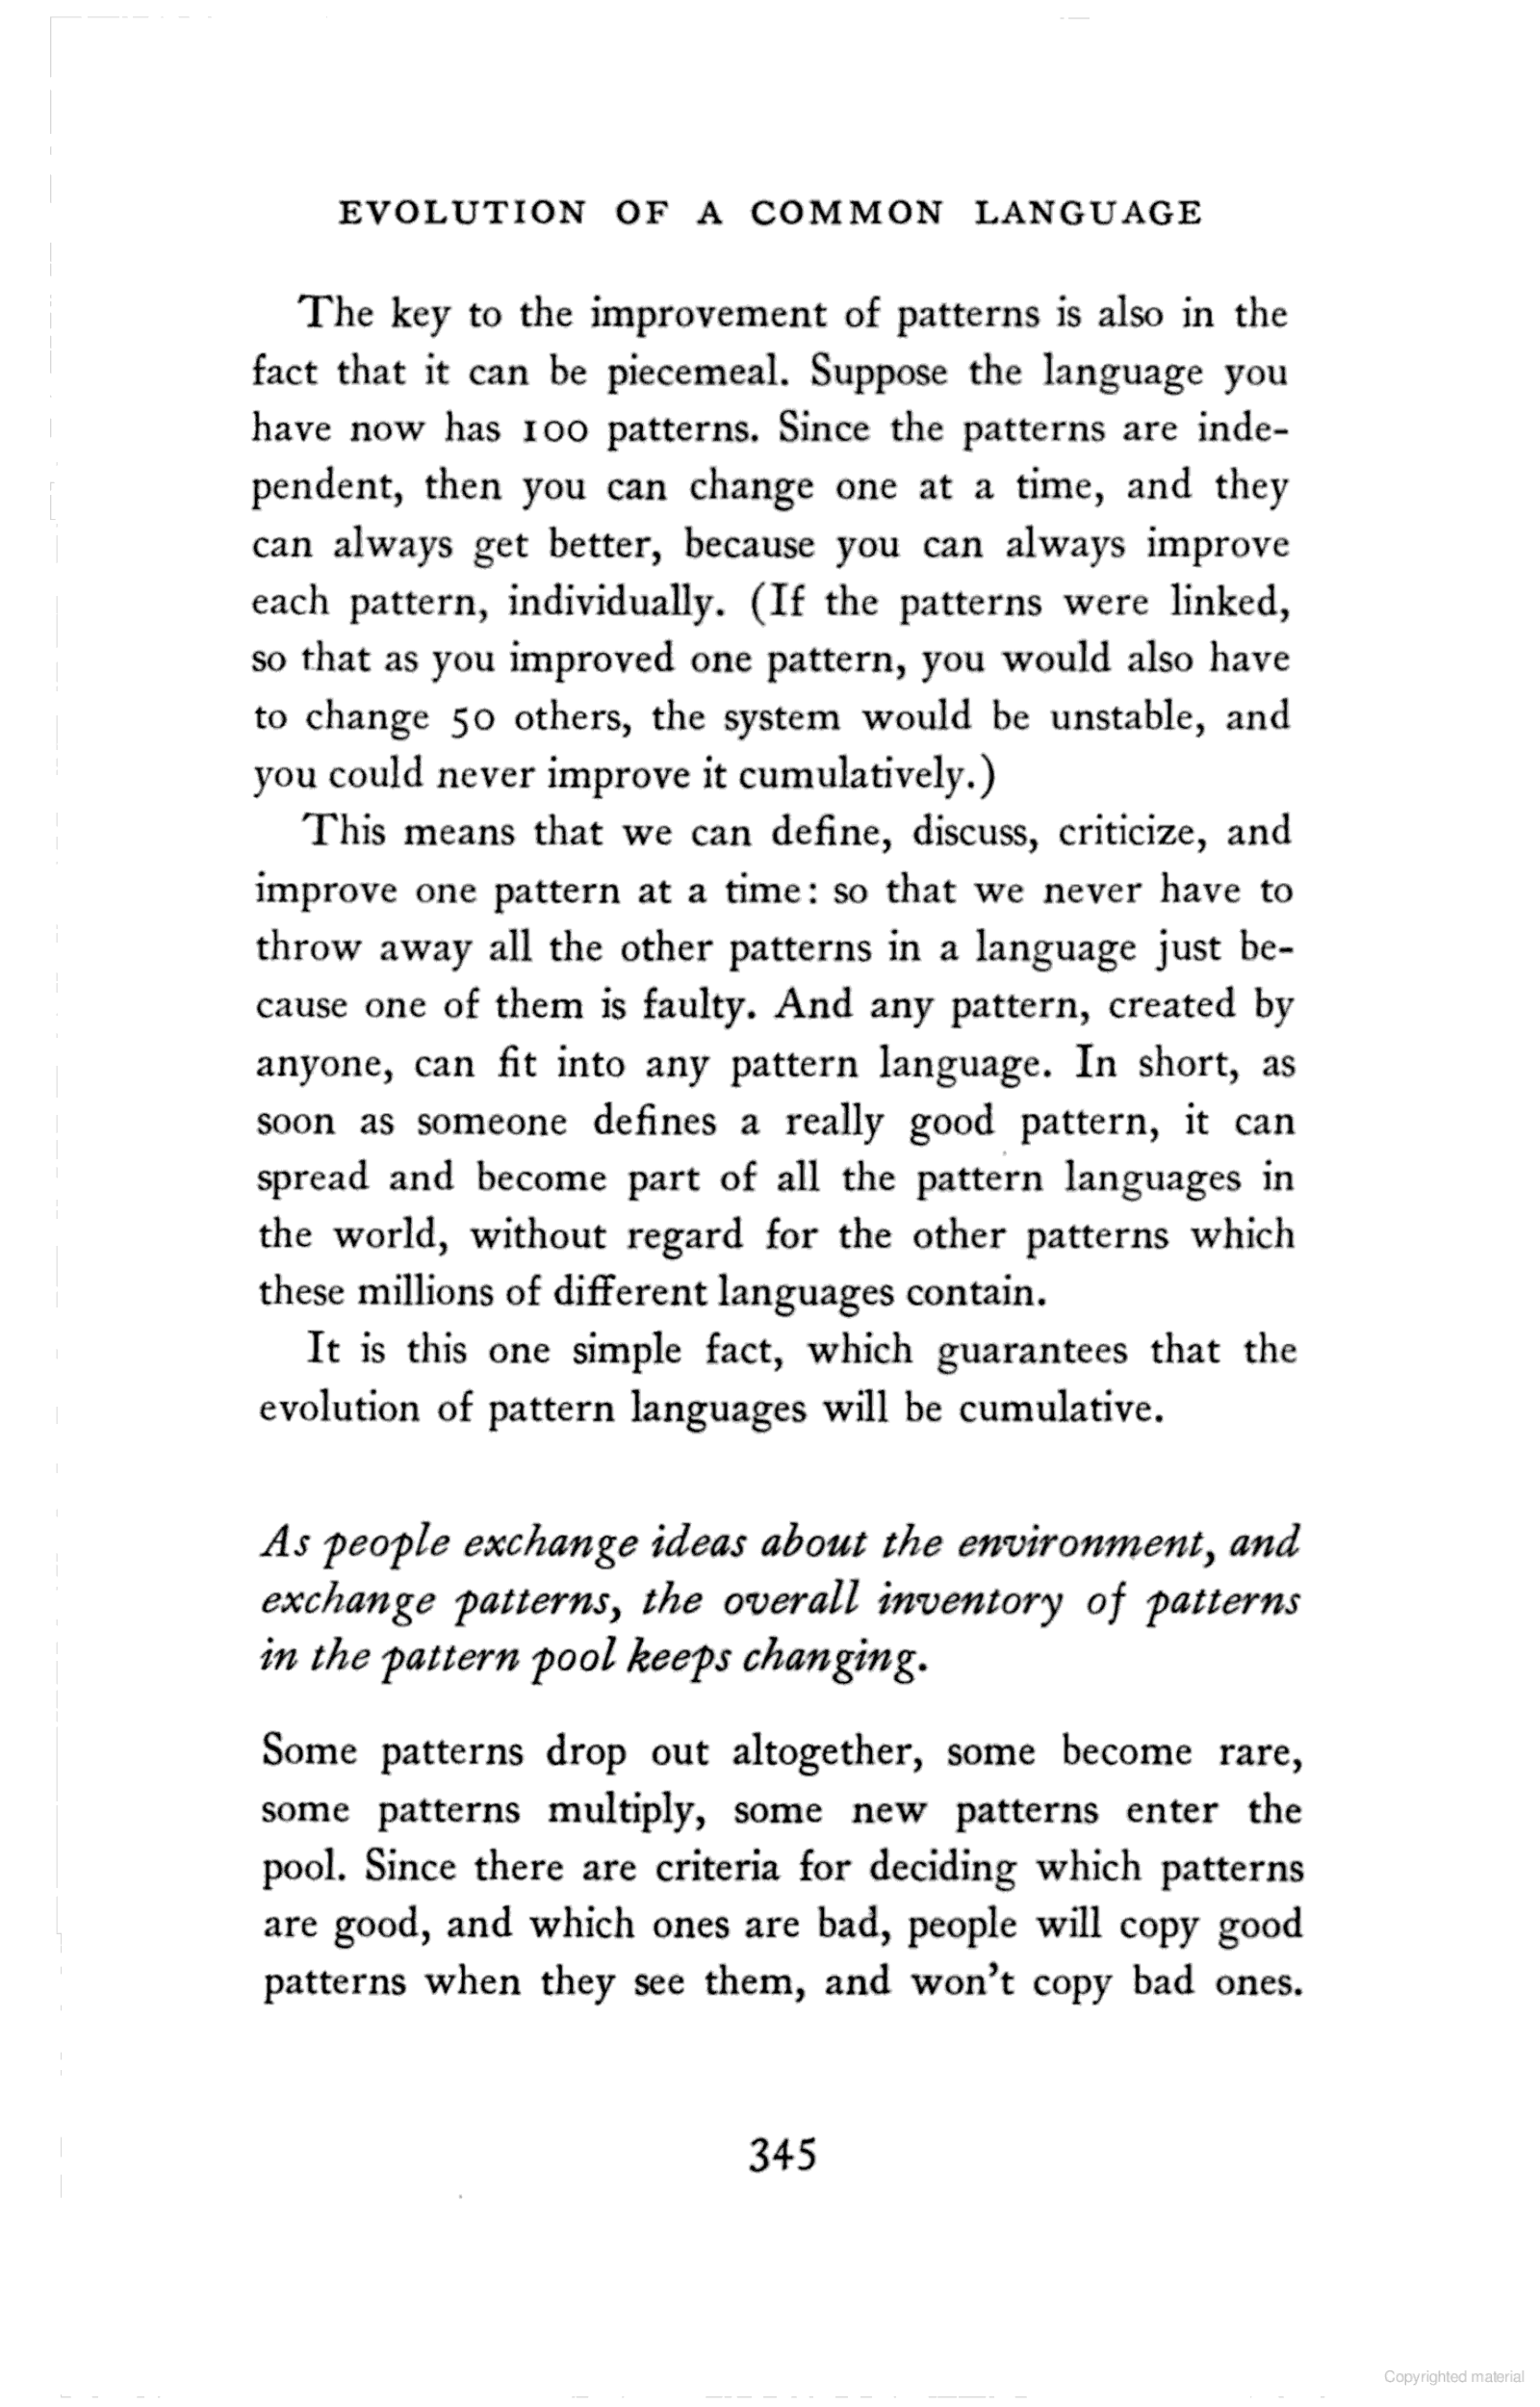 EVOLUTION OF A COMMON LANGUAGE
The key to the improvement of patterns is also in the
fact that it can be piecemeal. Suppose the language you
have now has 100 patterns. Since the patterns are inde-
pendent, then you can change one at a time, and they
can always get better, because you can always improve
each pattern, individually. (If the patterns were linked,
so that as you improved one pattern, you would also have
to change 50 others, the system would be unstable, and
you could never improve it cumulatively.)
This means that we can define, discuss, criticize, and
improve one pattern at a time: so that we never have to
throw away all the other patterns in a language just be-
cause one of them is faulty. And any pattern, created by
anyone, can fit into any pattern language. In short, as
soon as someone defines a really good pattern, it can
spread and become part of all the pattern languages in
the world, without regard for the other patterns which
these millions of different languages contain.
It is this one simple fact, which guarantees that the
evolution of pattern languages will be cumulative.
As people exchange ideas about the environment, and
exchange patterns, the overall inventory of patterns
in the pattern pool keeps changing.
Some patterns drop out altogether, some become rare,
some patterns multiply, some new patterns enter the
pool. Since there are criteria for deciding which patterns
are good, and which ones are bad, people will copy good
patterns when they see them, and won't copy bad ones.
345
Copyrighted material